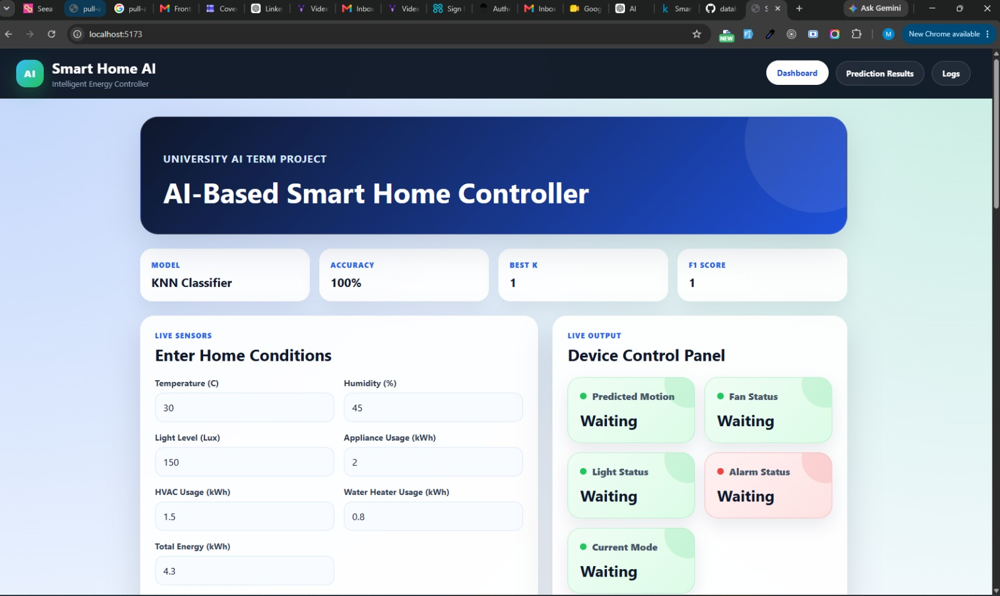 Seea
pull-a
pull-a
Front
Cove
Linke
Videx
Inbo
Videx
Sign
Auth
Inbo
Goog
AI
Smar
data
S
Ask Gemini
localhost:5173
NEW
M
New Chrome available
AI
Smart Home AI
Intelligent Energy Controller
Dashboard
Prediction Results
Logs
UNIVERSITY AI TERM PROJECT
AI-Based Smart Home Controller
MODEL
KNN Classifier
ACCURACY
100%
BEST K
1
F1 SCORE
1
LIVE SENSORS
Enter Home Conditions
Temperature (C)
Humidity (%)
30
45
Light Level (Lux)
Appliance Usage (kWh)
150
2
HVAC Usage (kWh)
Water Heater Usage (kWh)
1.5
0.8
Total Energy (kWh)
4.3
LIVE OUTPUT
Device Control Panel
Predicted Motion
Waiting
Fan Status
Waiting
Light Status
Waiting
Alarm Status
Waiting
Current Mode
Waiting